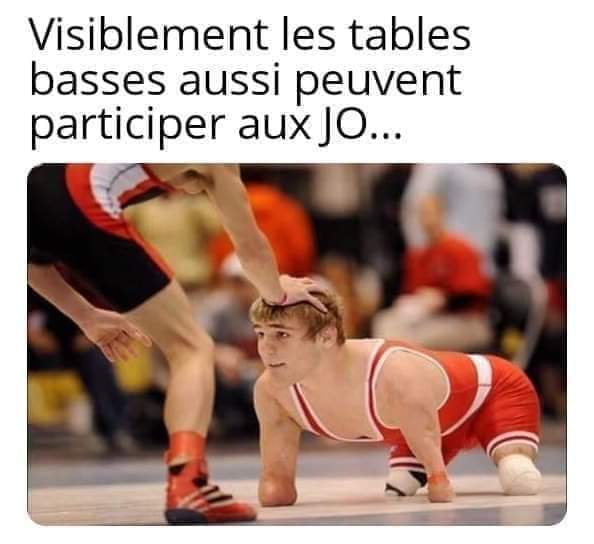 Visiblement les tables
basses aussi peuvent
participer aux JO...